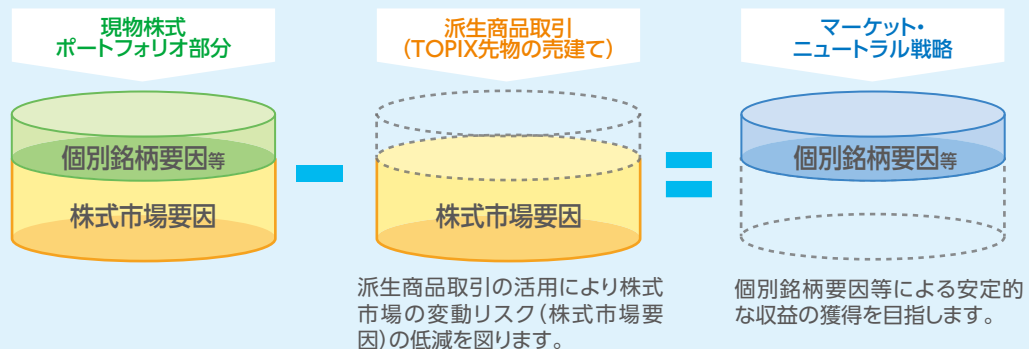 現物株式
ポートフォリオ部分
派生商品取引
(TOPIX先物の売建て)
マーケット・
ニュートラル戦略
個別銘柄要因等
株式市場要因
株式市場要因
個別銘柄要因等
派生商品取引の活用により株式
市場の変動リスク(株式市場要
因)の低減を図ります。
個別銘柄要因等による安定的
な収益の獲得を目指します。